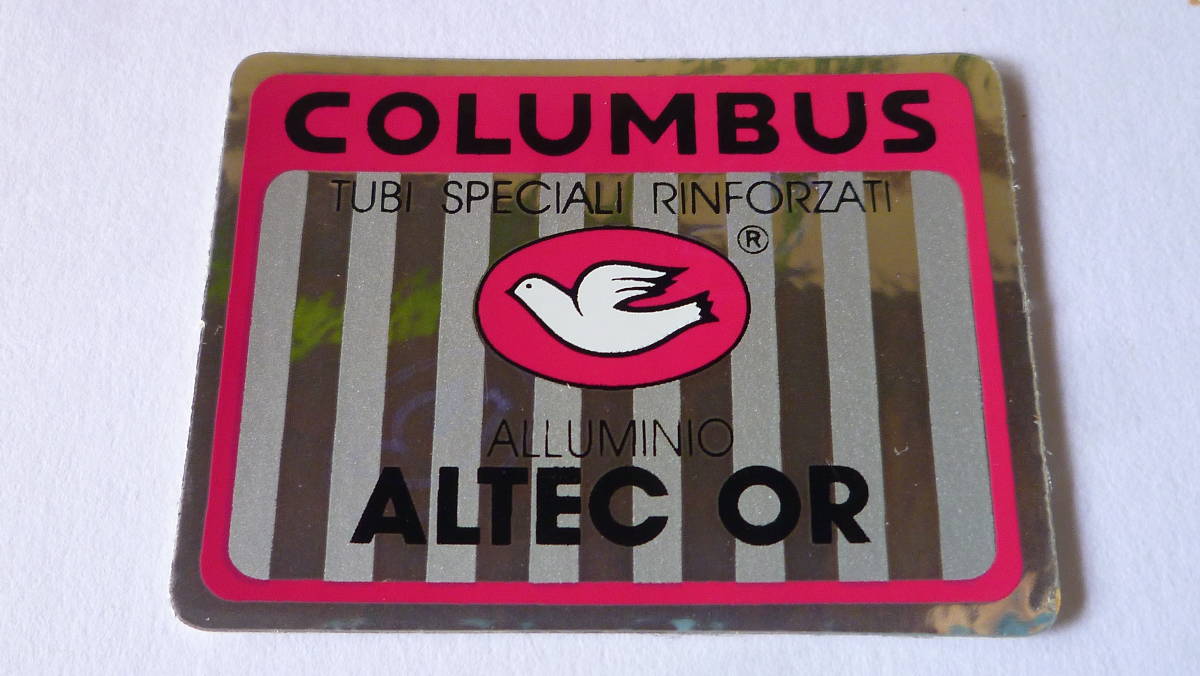 COLUMBUS
TUBI SPECIALI RINFORZATI
®
ALLUMINIO
ALTEC OR